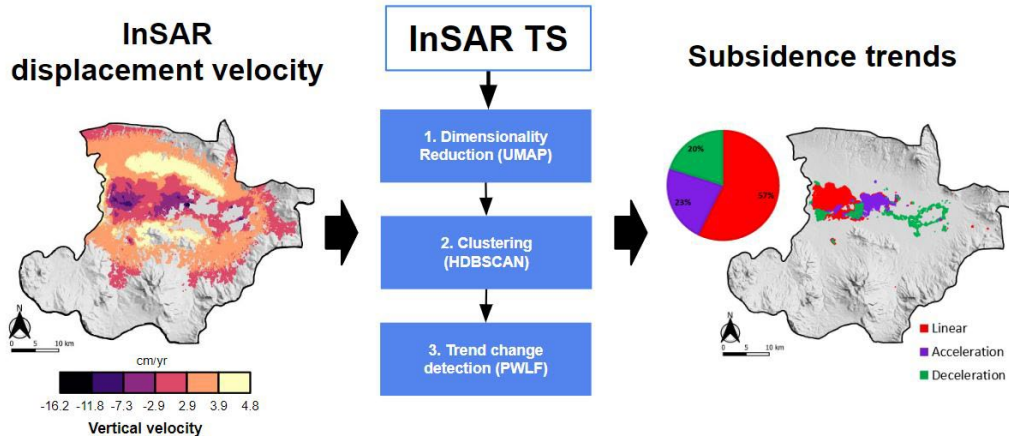 InSAR
displacement velocity
N
0 5 10 km
cm/yr
-16.2 -11.8 -7.3 -2.9 2.9 3.9 4.8
Vertical velocity
InSAR TS
1. Dimensionality
Reduction (UMAP)
2. Clustering
(HDBSCAN)
3. Trend change
detection (PWLF)
Subsidence trends
20%
23%
57%
N
0 5 10 km
Linear
Acceleration
Deceleration